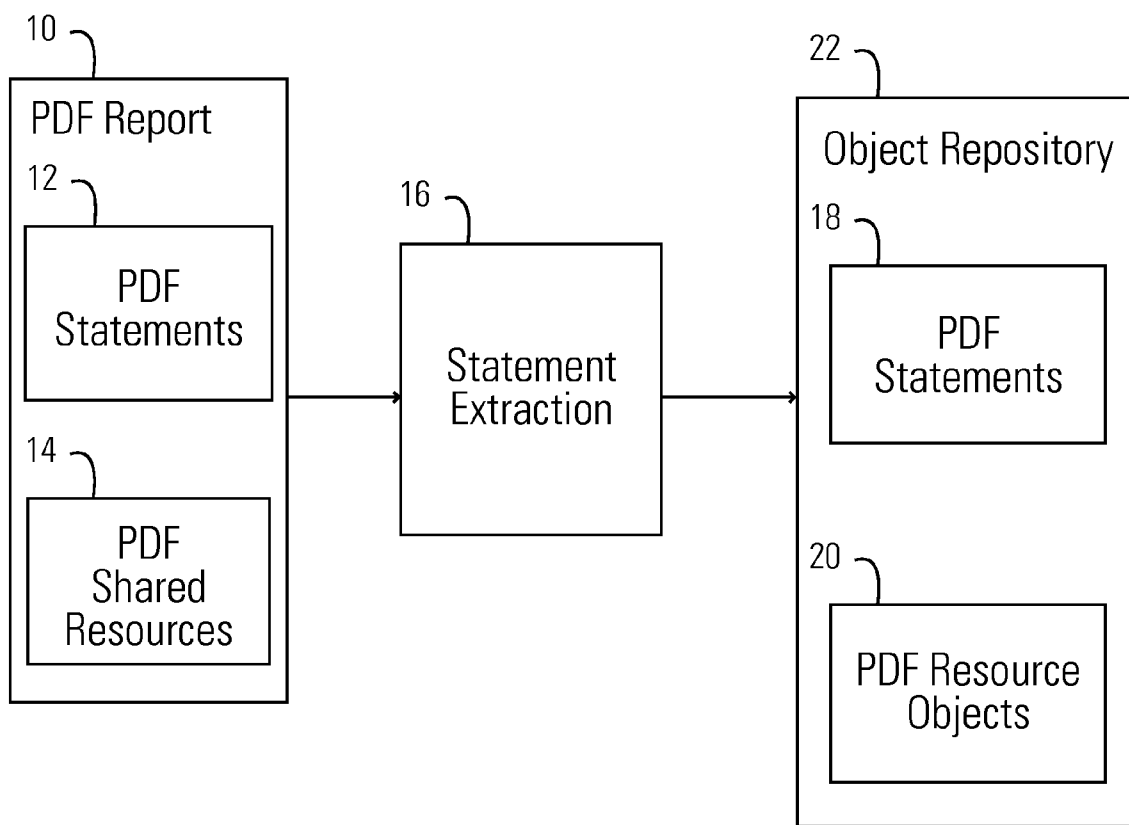 10
PDF Report
12
PDF
Statements
14
PDF
Shared
Resources
16
Statement
Extraction
22
Object Repository
18
PDF
Statements
20
PDF Resource
Objects